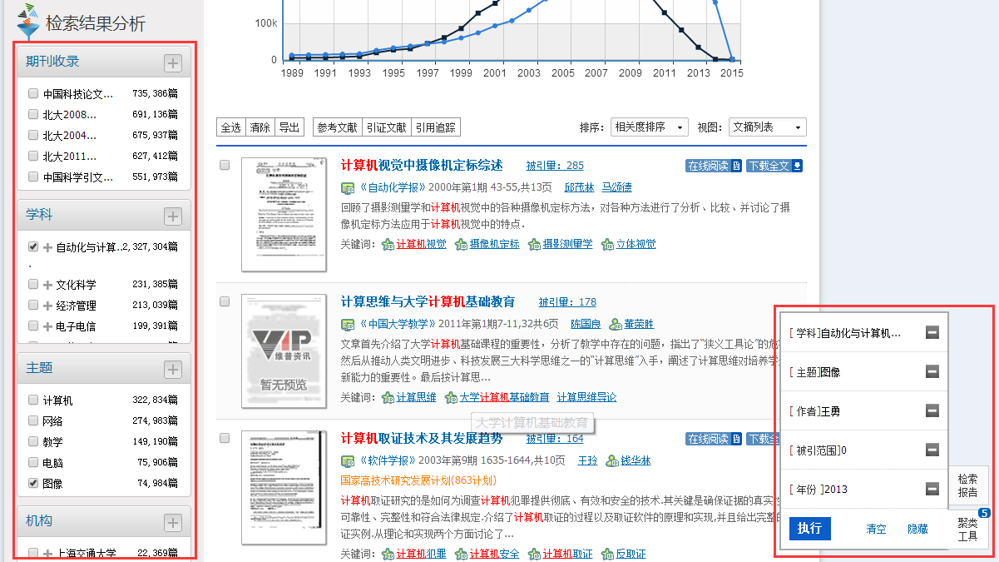 检索结果分析
期刊收录
中国科技论文... 735,386篇
北大2008... 691,136篇
北大2004... 675,937篇
北大2011... 627,412篇
中国科学引文... 551,973篇
学科
自动化与计算... 2,327,304篇
文化科学 231,385篇
经济管理 213,039篇
电子电信 199,391篇
主题
计算机 322,834篇
网络 274,983篇
教学 149,190篇
电脑 75,906篇
图像 74,984篇
机构
上海交通大学 22,369篇
100k
0
1989 1991 1993 1995 1997 1999 2001 2003 2005 2007 2009 2011 2013 2015
全选 清除 导出 参考文献 引证文献 引用追踪 排序: 相关度排序 视图: 文摘列表
计算机视觉中摄像机定标综述 被引量：285 在线阅读 下载全文
《自动化学报》2000年第1期 43-55,共13页 邱茂林 马颂德
回顾了摄影测量学和计算机视觉中的各种摄像机定标方法，对各种方法进行了分析、比较、并讨论了摄
像机定标方法应用于计算机视觉中的特点.
关键词: 计算机视觉 摄像机定标 摄影测量学 立体视觉
VIP
维普资讯
暂无预览
计算思维与大学计算机基础教育 被引量：178
《中国大学教学》2011年第1期7-11,32共6页 陈国良 董荣胜
文章首先介绍了大学计算机基础课程的重要性，分析了教学中存在的问题，指出了“狭义工具论”的危
然后从推动人类文明进步、科技发展三大科学思维之一的“计算思维”入手，阐述了计算思维对培养学
新能力的重要性。最后技计算思...
关键词: 计算思维 大学计算机基础教育 计算思维导论
大学计算机基础教育
计算机取证技术及其发展趋势 被引量：164 在线阅读 下载全
《软件学报》2003年第9期 1635-1644,共10页 王玲 钱华林
国家高技术研究发展计划(863计划)
计算机取证研究的是如何为调查计算机犯罪提供彻底、有效和安全的技术.其关键是确保证据的真实
可靠性、完整性和符合法律规定.介绍了计算机取证的过程以及取证软件的原理和实现,并且给出完整的
证实例.从理论和实现两个方面讨论了...
关键词: 计算机犯罪 计算机安全 计算机取证 反取证
[ 学科]自动化与计算机...
[ 主题]图像
[ 作者]王勇
[ 被引范围]0
[ 年份 ]2013
执行 清空 隐藏
检索
报告
5
聚类
工具